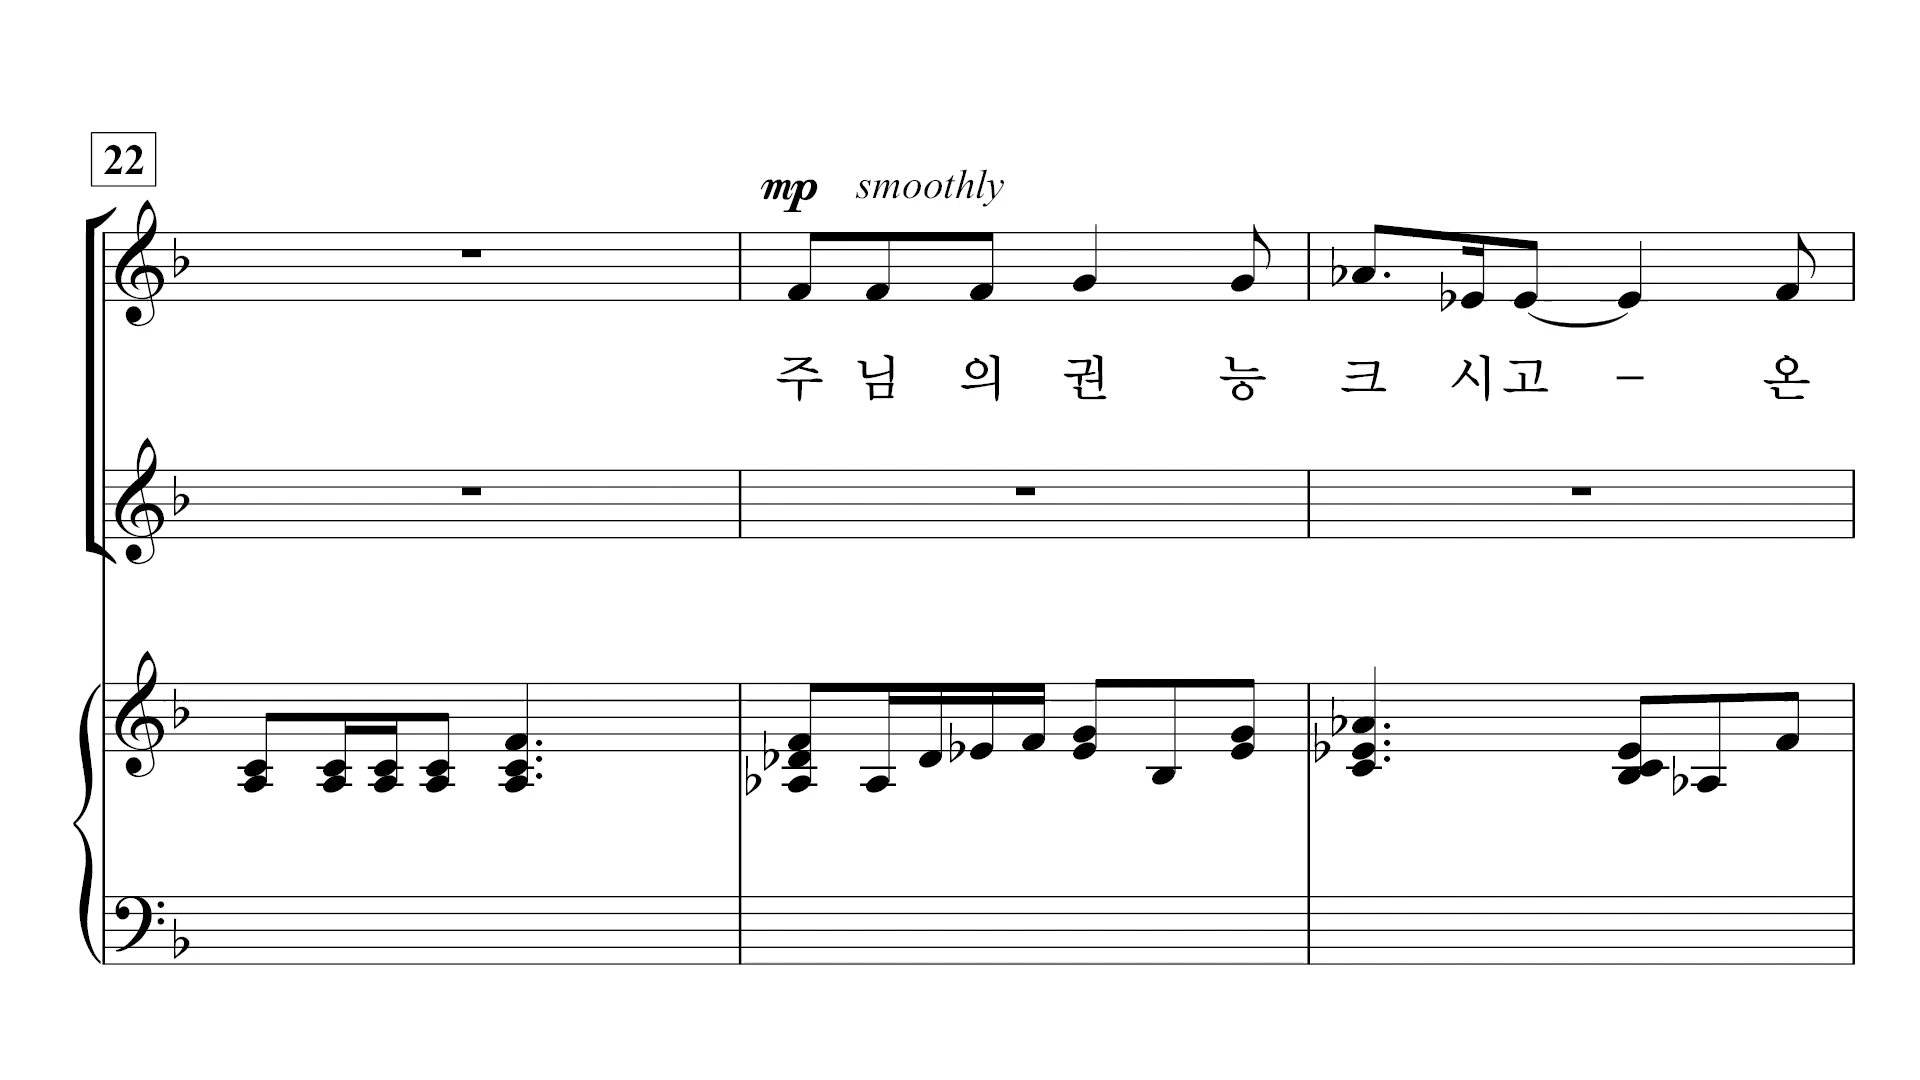 22
mp smoothly
주 님 의 권 능 크 시 고 – 온